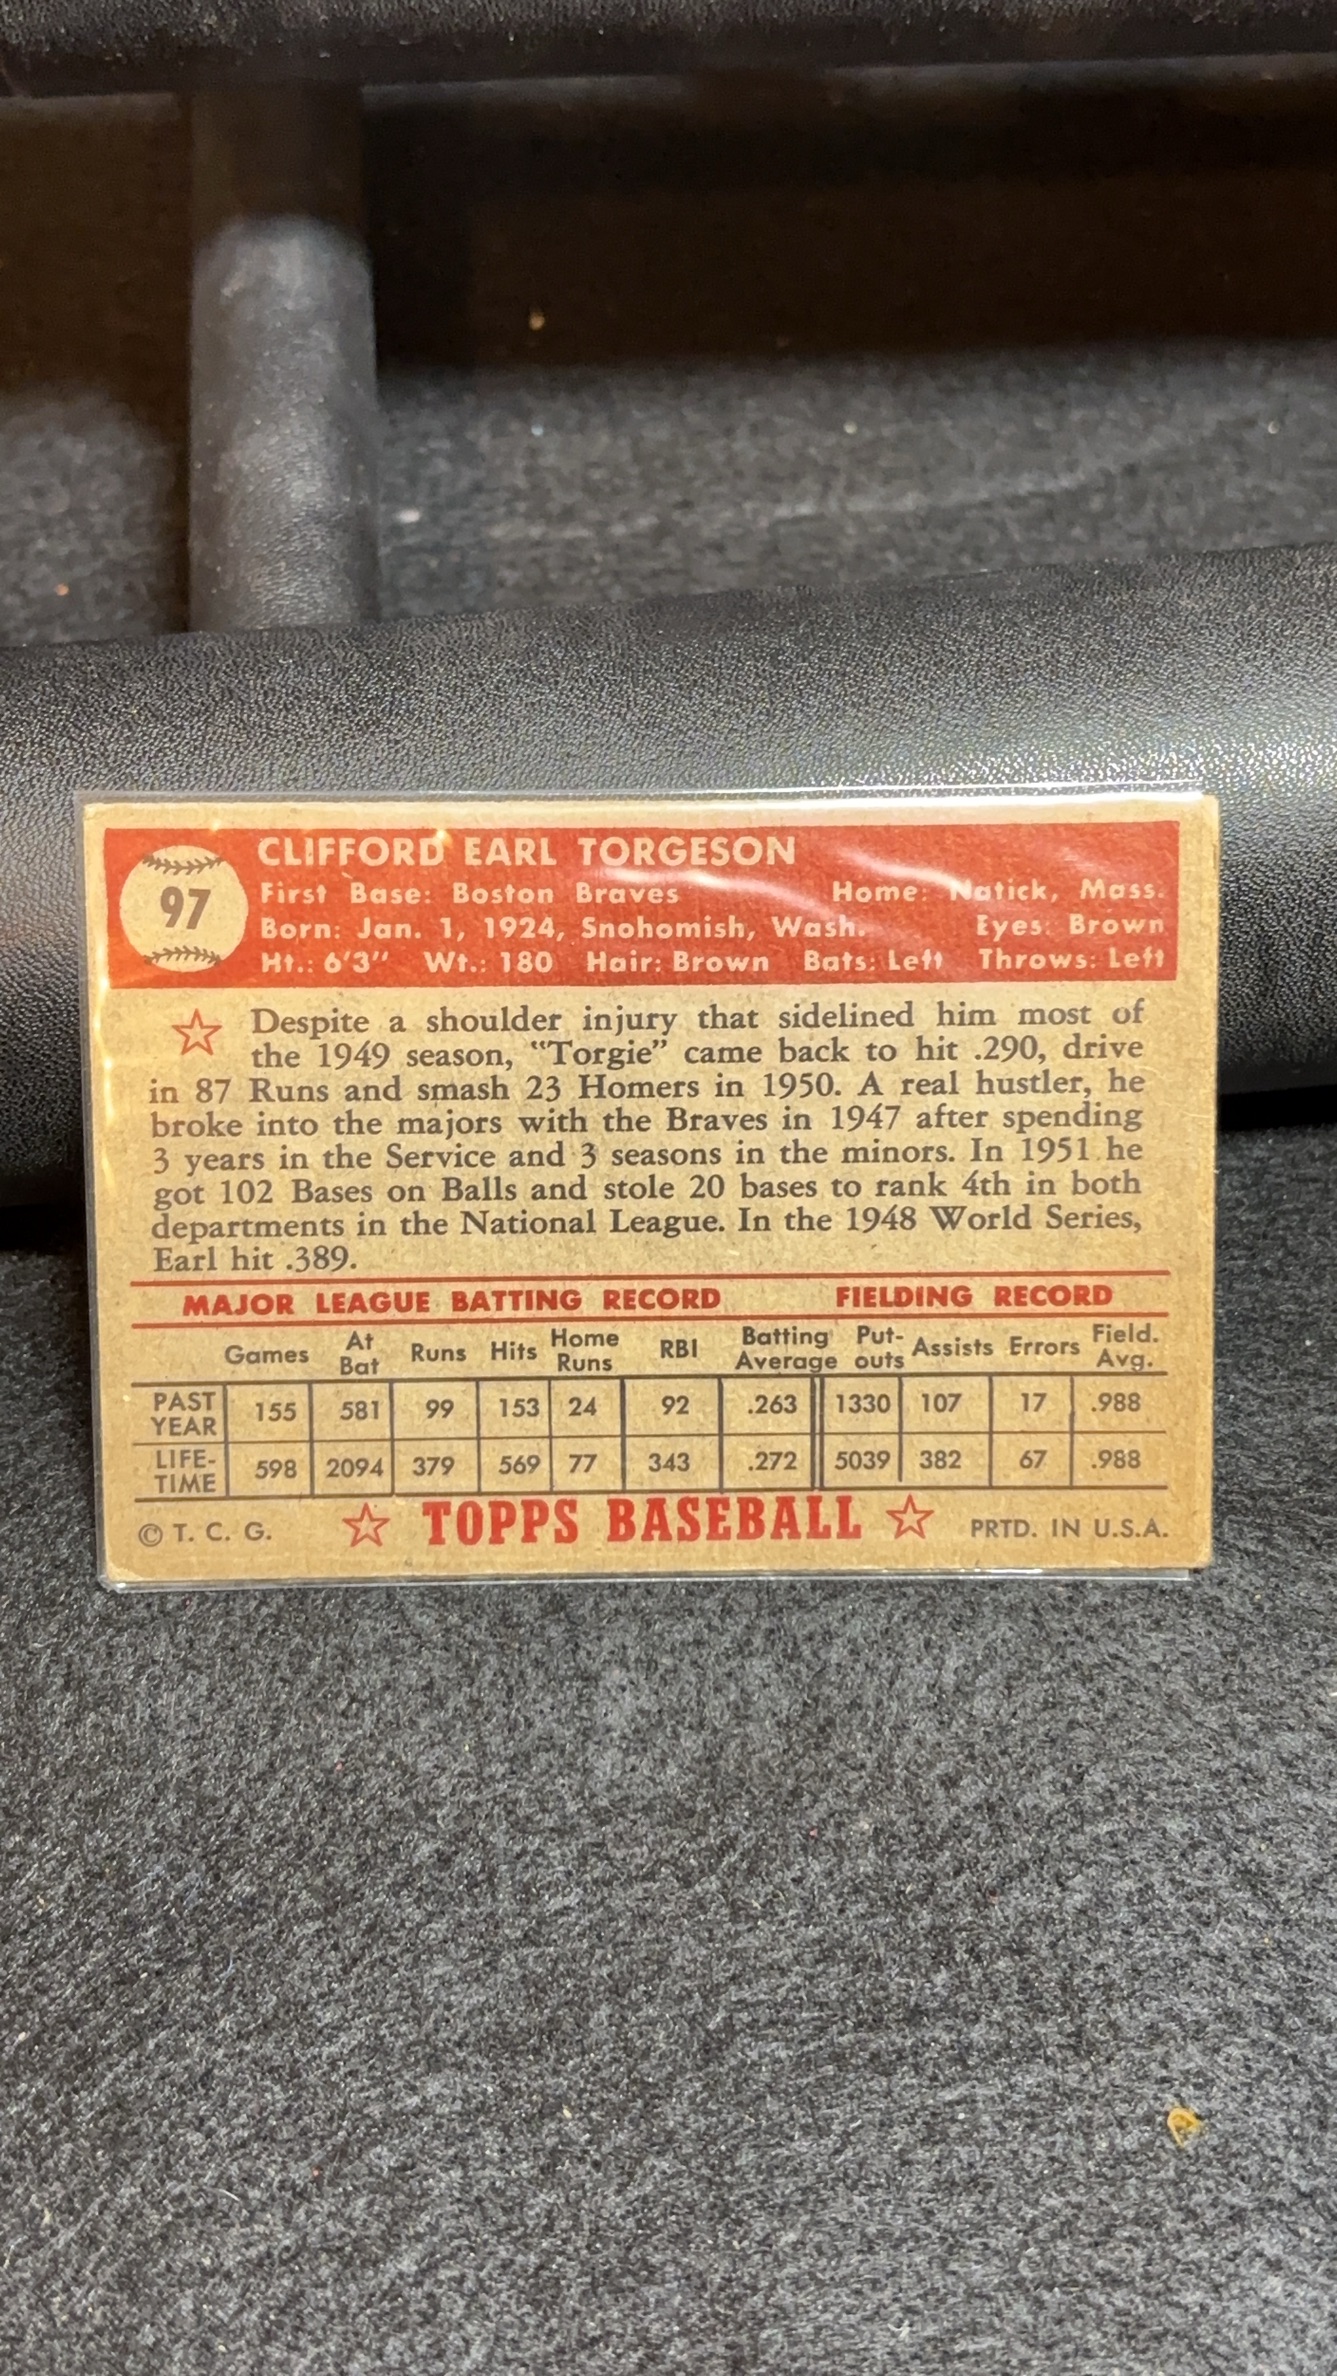 97
CLIFFORD EARL TORGESON
First Base: Boston Braves Home: Natick, Mass.
Born: Jan. 1, 1924, Snohomish, Wash. Eyes: Brown
Ht.: 6'3" Wt.: 180 Hair: Brown Bats: Left Throws: Left
Despite a shoulder injury that sidelined him most of
the 1949 season, "Torgie" came back to hit .290, drive
in 87 Runs and smash 23 Homers in 1950. A real hustler, he
broke into the majors with the Braves in 1947 after spending
3 years in the Service and 3 seasons in the minors. In 1951 he
got 102 Bases on Balls and stole 20 bases to rank 4th in both
departments in the National League. In the 1948 World Series,
Earl hit .389.
MAJOR LEAGUE BATTING RECORD FIELDING RECORD
Games At Bat Runs Hits Home Runs RBI Batting Average Put-outs Assists Errors Field. Avg.
PAST YEAR 155 581 99 153 24 92 .263 1330 107 17 .988
LIFE-TIME 598 2094 379 569 77 343 .272 5039 382 67 .988
© T. C. G. TOPPS BASEBALL PRTD. IN U.S.A.